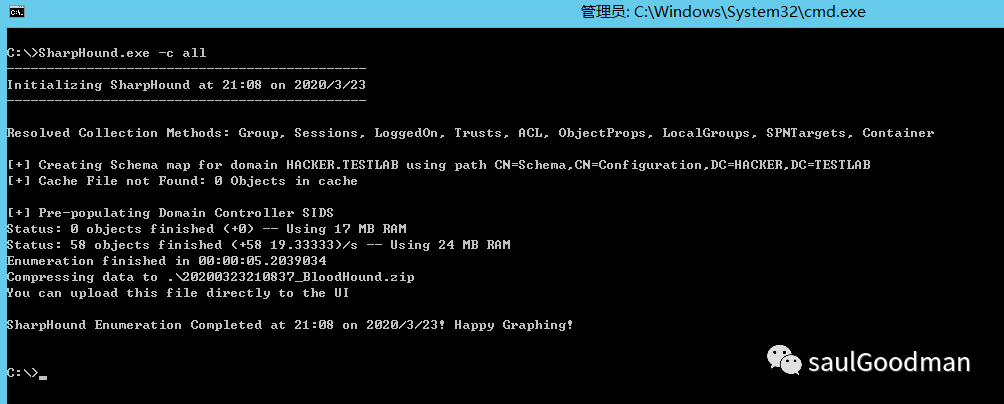 管理员: C:\Windows\System32\cmd.exe
C:\>SharpHound.exe -c all
-----------------------------------------------
Initializing SharpHound at 21:08 on 2020/3/23
-----------------------------------------------
Resolved Collection Methods: Group, Sessions, LoggedOn, Trusts, ACL, ObjectProps, LocalGroups, SPNTargets, Container
[+] Creating Schema map for domain HACKER.TESTLAB using path CN=Schema,CN=Configuration,DC=HACKER,DC=TESTLAB
[+] Cache File not Found: 0 Objects in cache
[+] Pre-populating Domain Controller SIDS
Status: 0 objects finished (+0) -- Using 17 MB RAM
Status: 58 objects finished (+58 19.33333)/s -- Using 24 MB RAM
Enumeration finished in 00:00:05.2039034
Compressing data to .\20200323210837_BloodHound.zip
You can upload this file directly to the UI
SharpHound Enumeration Completed at 21:08 on 2020/3/23! Happy Graphing!
C:\>_
saulGoodman